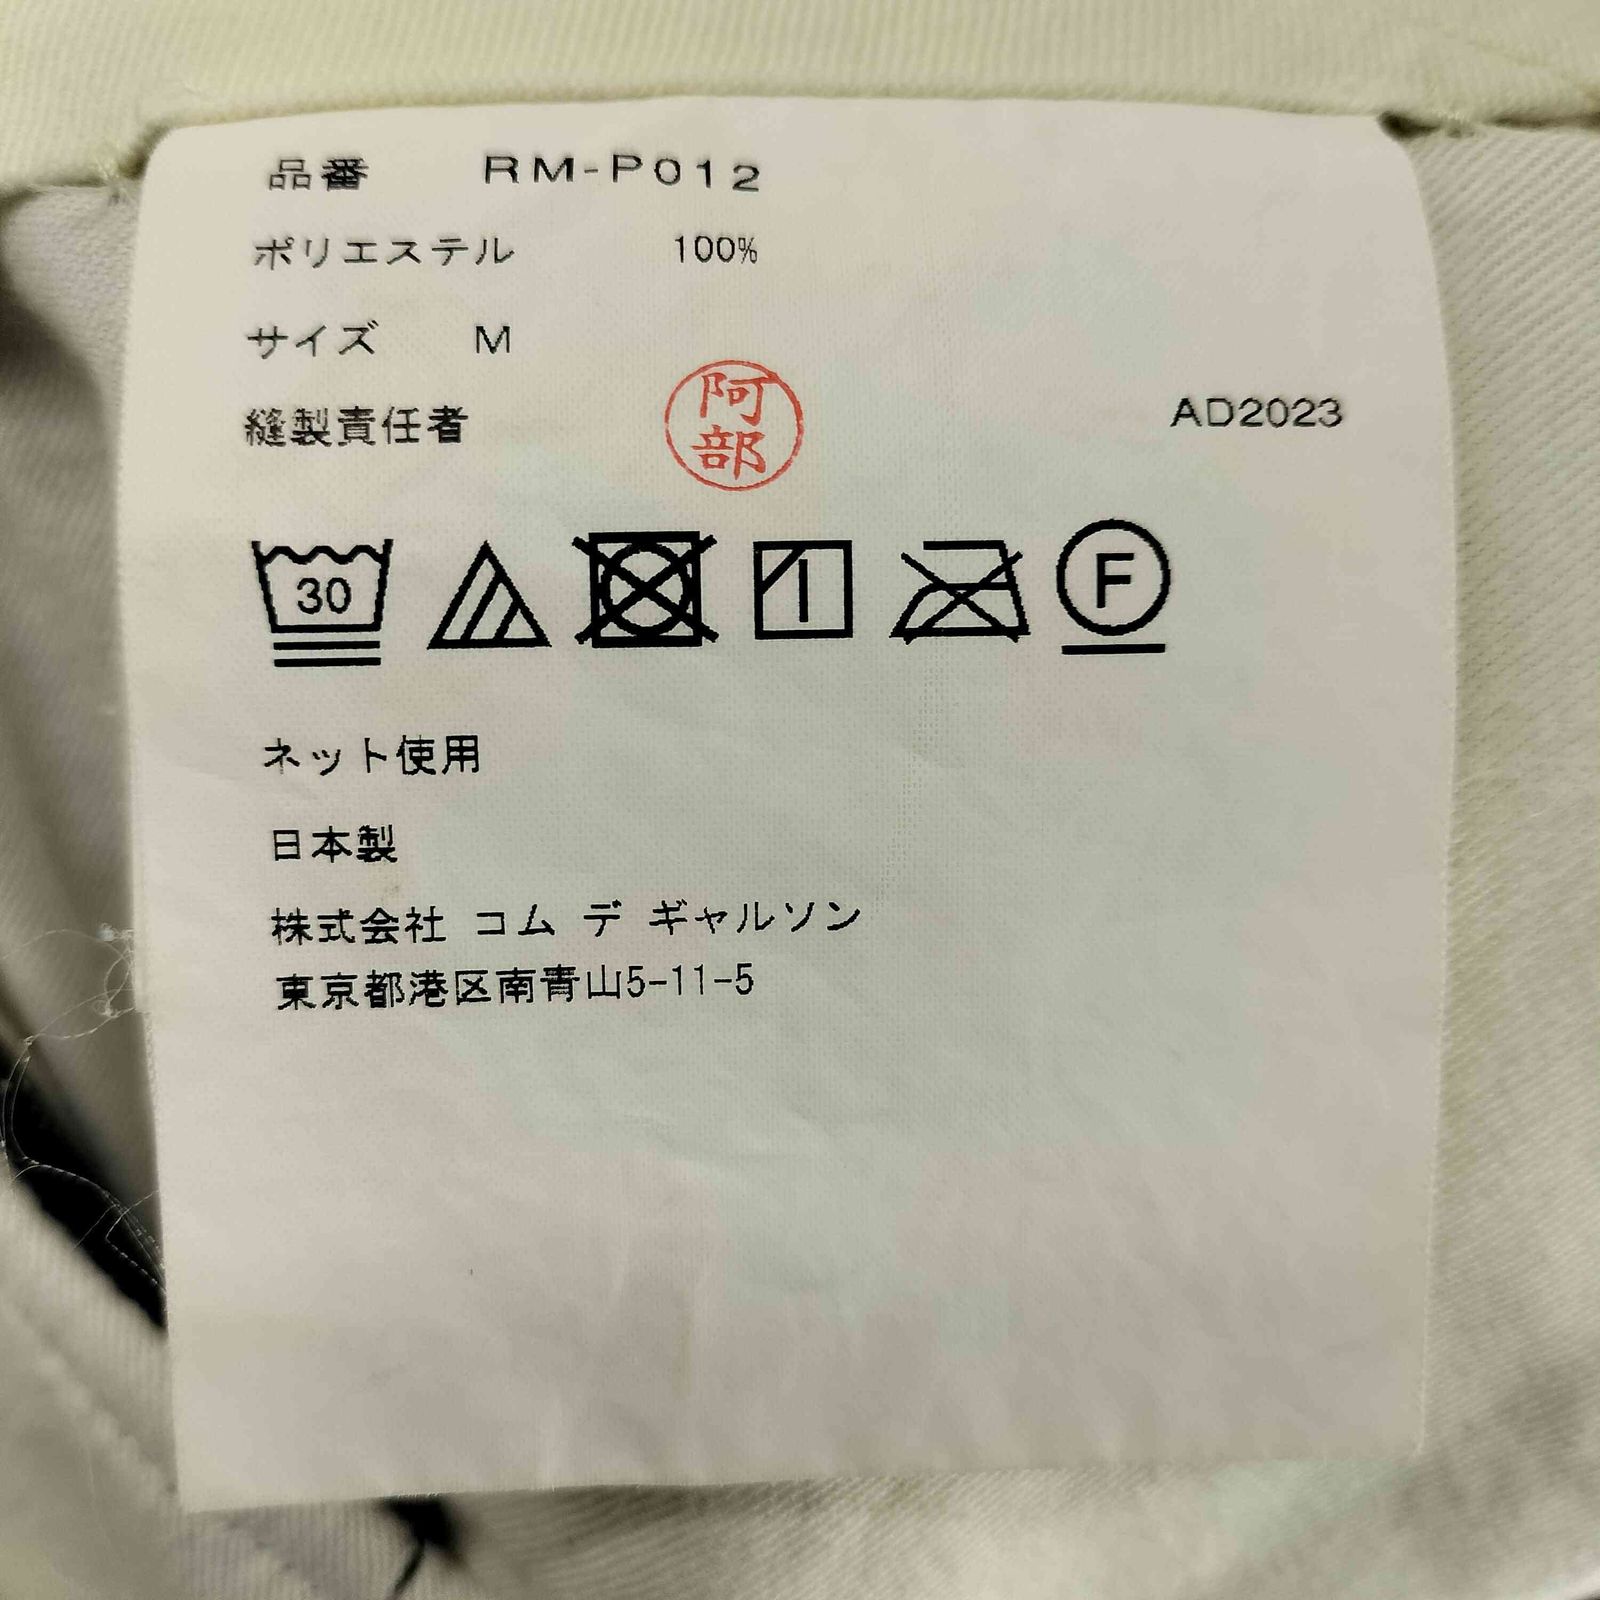 品番 RM-P012
ポリエステル 100%
サイズ M
縫製責任者 阿部 AD2023
30 F
ネット使用
日本製
株式会社 コム デ ギャルソン
東京都港区南青山5-11-5